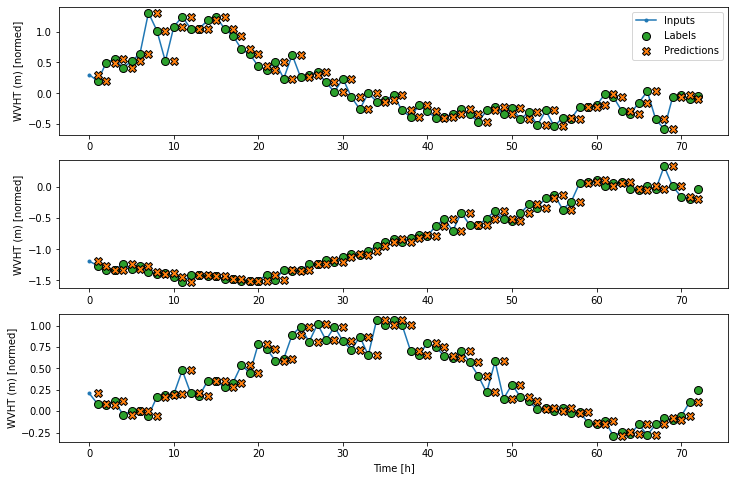 WVHT (m) [normed]
1.0
0.5
0.0
−0.5
Inputs
Labels
Predictions
0 10 20 30 40 50 60 70
WVHT (m) [normed]
0.0
−0.5
−1.0
−1.5
0 10 20 30 40 50 60 70
WVHT (m) [normed]
1.00
0.75
0.50
0.25
0.00
−0.25
0 10 20 30 40 50 60 70
Time [h]